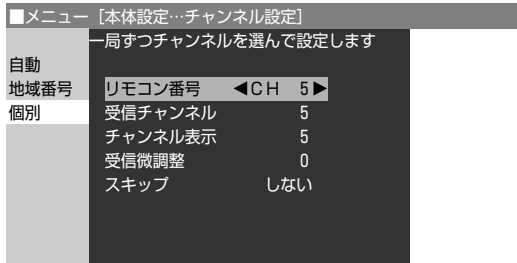 ■メニュー [本体設定…チャンネル設定]
一局ずつチャンネルを選んで設定します
自動
地域番号
個別
リモコン番号 ◀CH 5▶
受信チャンネル 5
チャンネル表示 5
受信微調整 0
スキップ しない